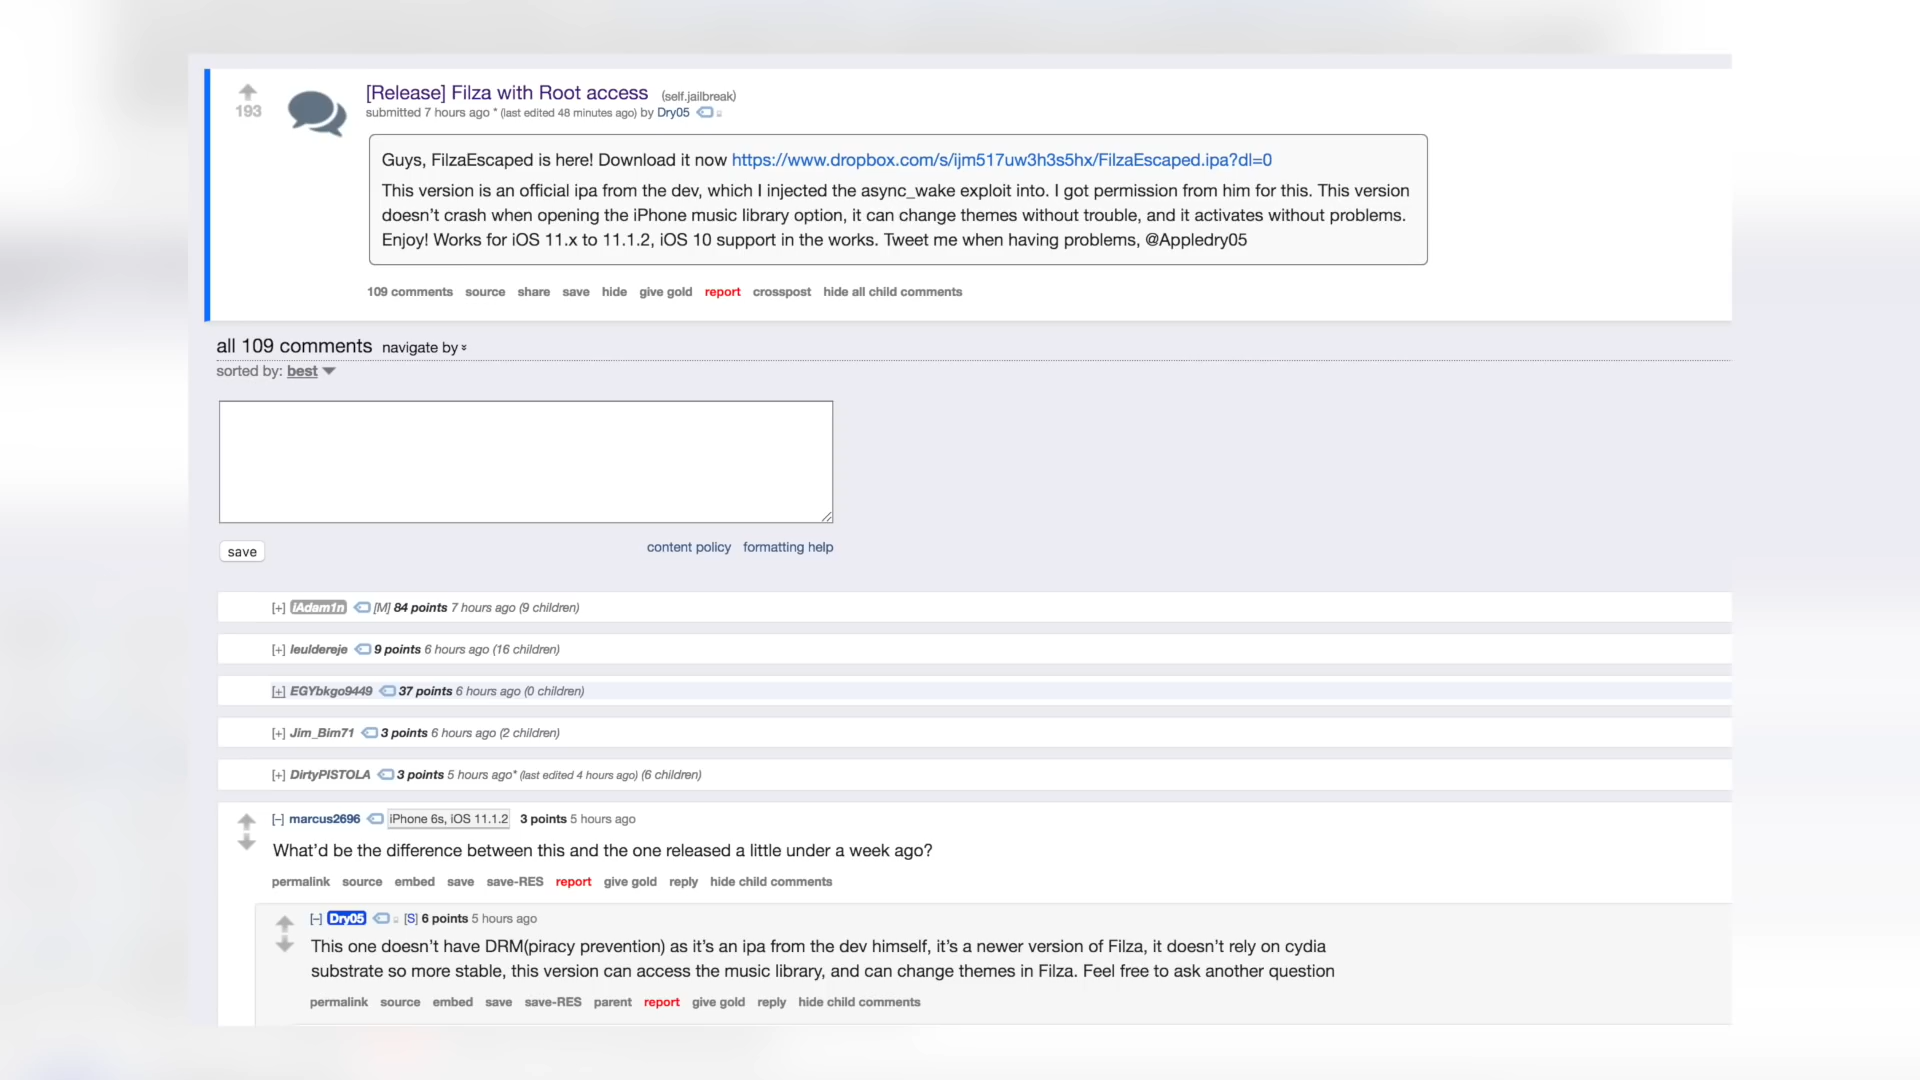 [Release] Filza with Root access (self.jailbreak)
193
submitted 7 hours ago * (last edited 48 minutes ago) by Dry05
Guys, FilzaEscaped is here! Download it now https://www.dropbox.com/s/ijm517uw3h3s5hx/FilzaEscaped.ipa?dl=0
This version is an official ipa from the dev, which I injected the async_wake exploit into. I got permission from him for this. This version
doesn't crash when opening the iPhone music library option, it can change themes without trouble, and it activates without problems.
Enjoy! Works for iOS 11.x to 11.1.2, iOS 10 support in the works. Tweet me when having problems, @Appledry05
109 comments source share save hide give gold report crosspost hide all child comments
all 109 comments navigate by
sorted by: best
save content policy formatting help
[+] iAdam1n [M] 84 points 7 hours ago (9 children)
[+] leuldereje 9 points 6 hours ago (16 children)
[+] EGYbkgo9449 37 points 6 hours ago (0 children)
[+] Jim_Bim71 3 points 6 hours ago (2 children)
[+] DirtyPISTOLA 3 points 5 hours ago* (last edited 4 hours ago) (6 children)
[–] marcus2696 iPhone 6s, iOS 11.1.2 3 points 5 hours ago
What'd be the difference between this and the one released a little under a week ago?
permalink source embed save save-RES report give gold reply hide child comments
[–] Dry05 [S] 6 points 5 hours ago
This one doesn't have DRM(piracy prevention) as it's an ipa from the dev himself, it's a newer version of Filza, it doesn't rely on cydia
substrate so more stable, this version can access the music library, and can change themes in Filza. Feel free to ask another question
permalink source embed save save-RES parent report give gold reply hide child comments